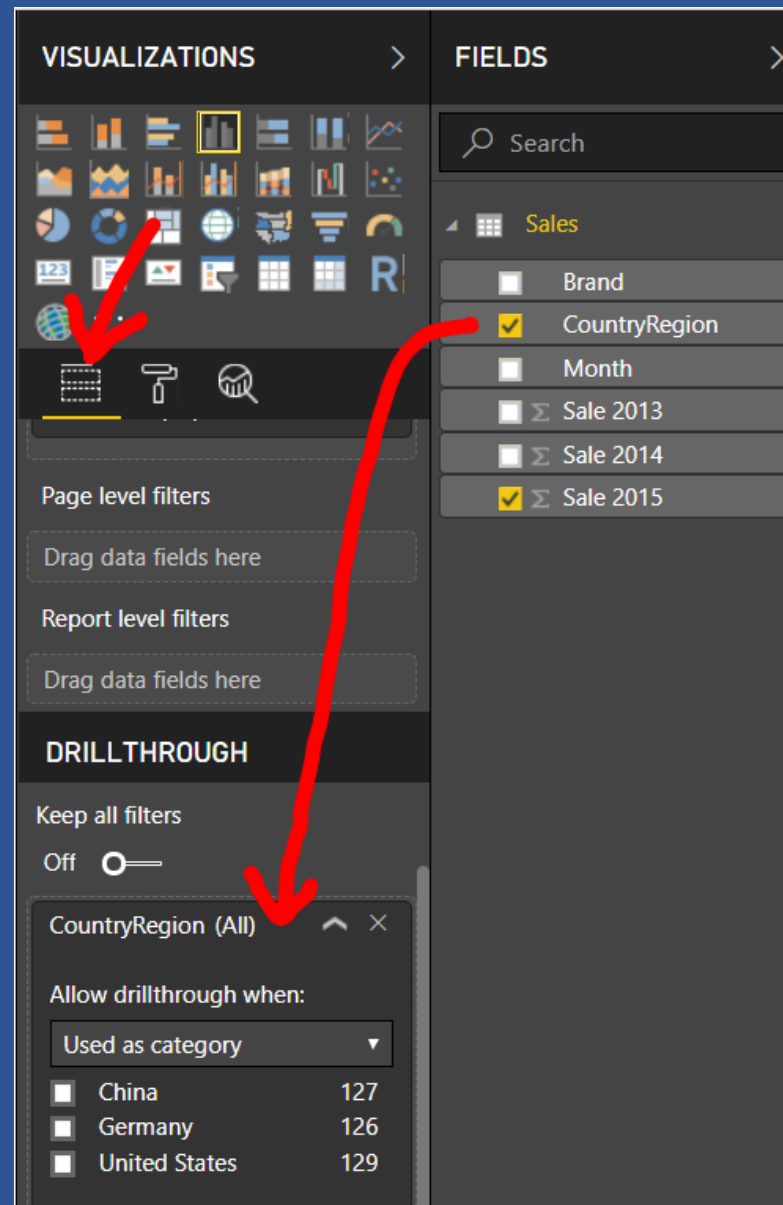 VISUALIZATIONS
123
R
Page level filters
Drag data fields here
Report level filters
Drag data fields here
DRILLTHROUGH
Keep all filters
Off
CountryRegion (All)
Allow drillthrough when:
Used as category
China 127
Germany 126
United States 129
FIELDS
Search
Sales
Brand
CountryRegion
Month
Σ Sale 2013
Σ Sale 2014
Σ Sale 2015